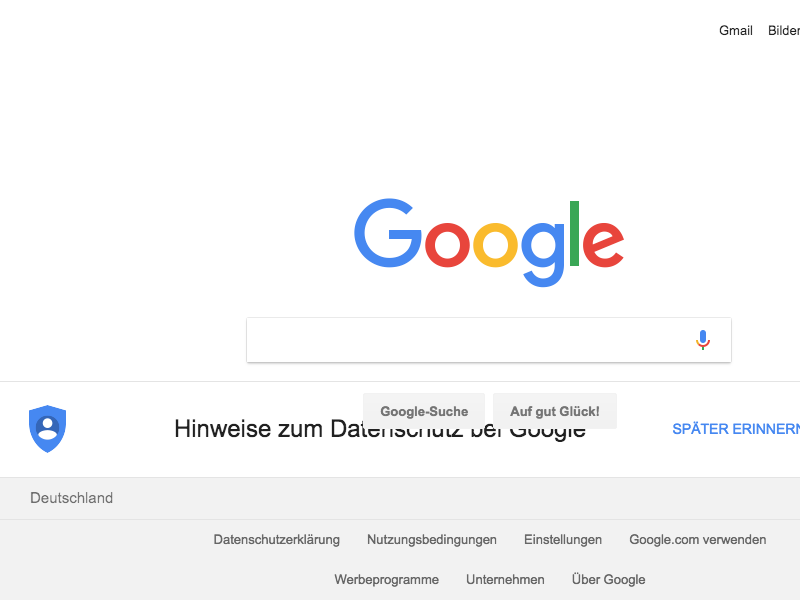 Gmail Bilder
Google
Google-Suche Auf gut Glück!
Hinweise zum Datenschutz bei Google
SPÄTER ERINNERN
Deutschland
Datenschutzerklärung Nutzungsbedingungen Einstellungen Google.com verwenden
Werbeprogramme Unternehmen Über Google